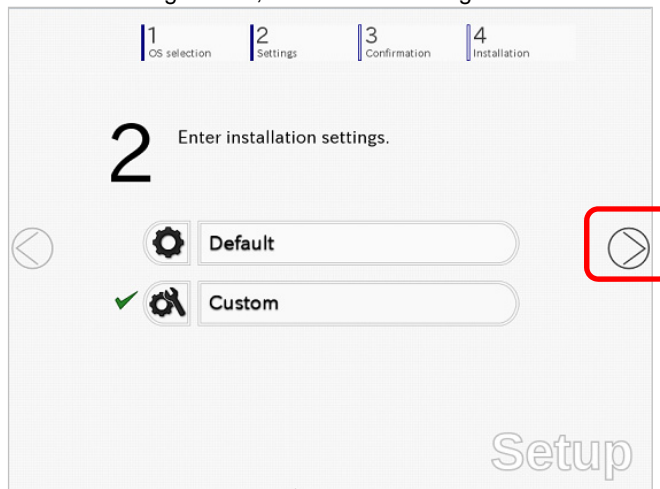 1 2 3 4
OS selection Settings Confirmation Installation
2 Enter installation settings.
Default
Custom
Setup